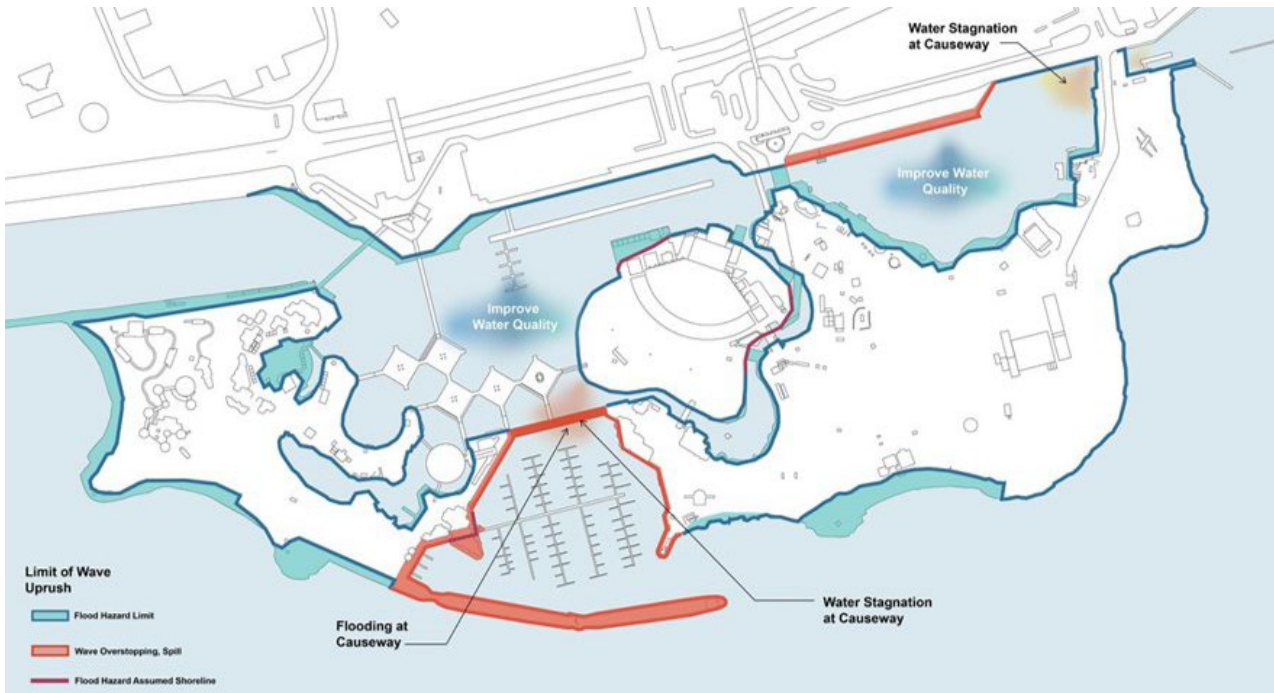 Water Stagnation
at Causeway
Improve Water
Quality
Improve
Water Quality
Limit of Wave
Uprush
Flood Hazard Limit
Wave Overstopping, Spill
Flood Hazard Assumed Shoreline
Flooding at
Causeway
Water Stagnation
at Causeway